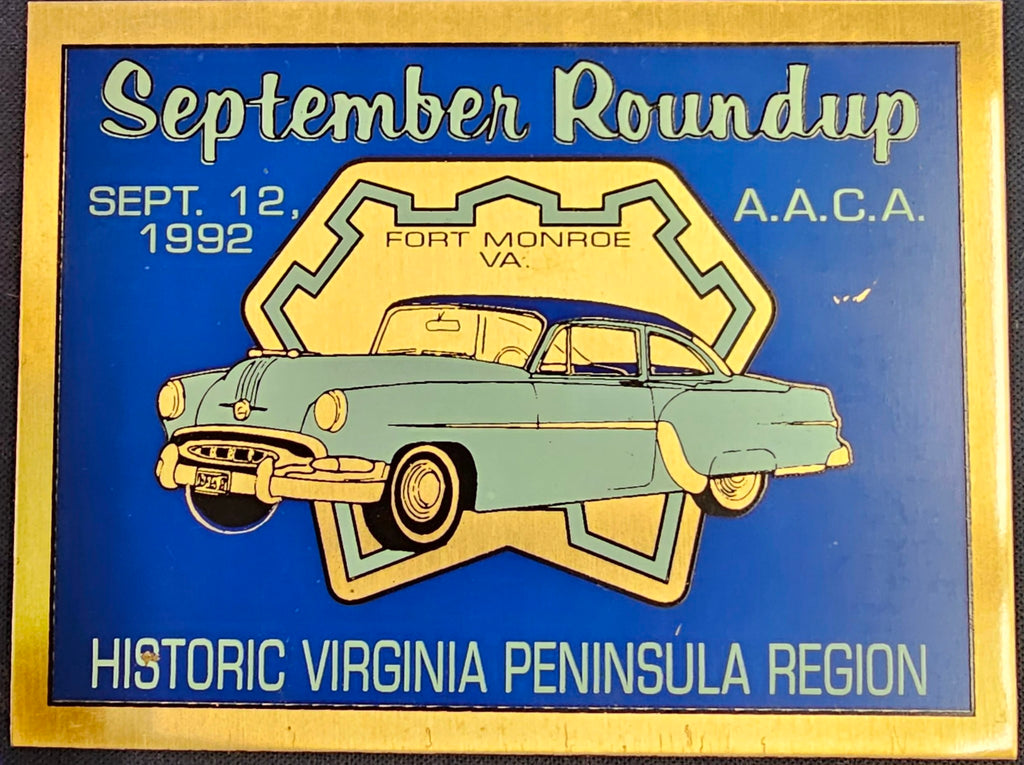 September Roundup
SEPT. 12,
1992
A.A.C.A.
FORT MONROE
VA.
HISTORIC VIRGINIA PENINSULA REGION